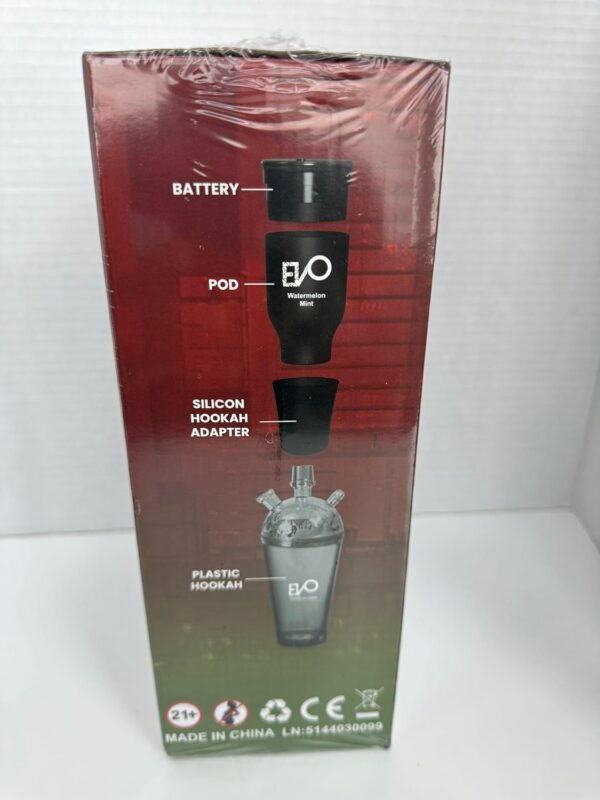 BATTERY
EVO
Watermelon
Mint
POD
SILICON
HOOKAH
ADAPTER
EVO
PLASTIC
HOOKAH
21+
CE
MADE IN CHINA LN:5144030099